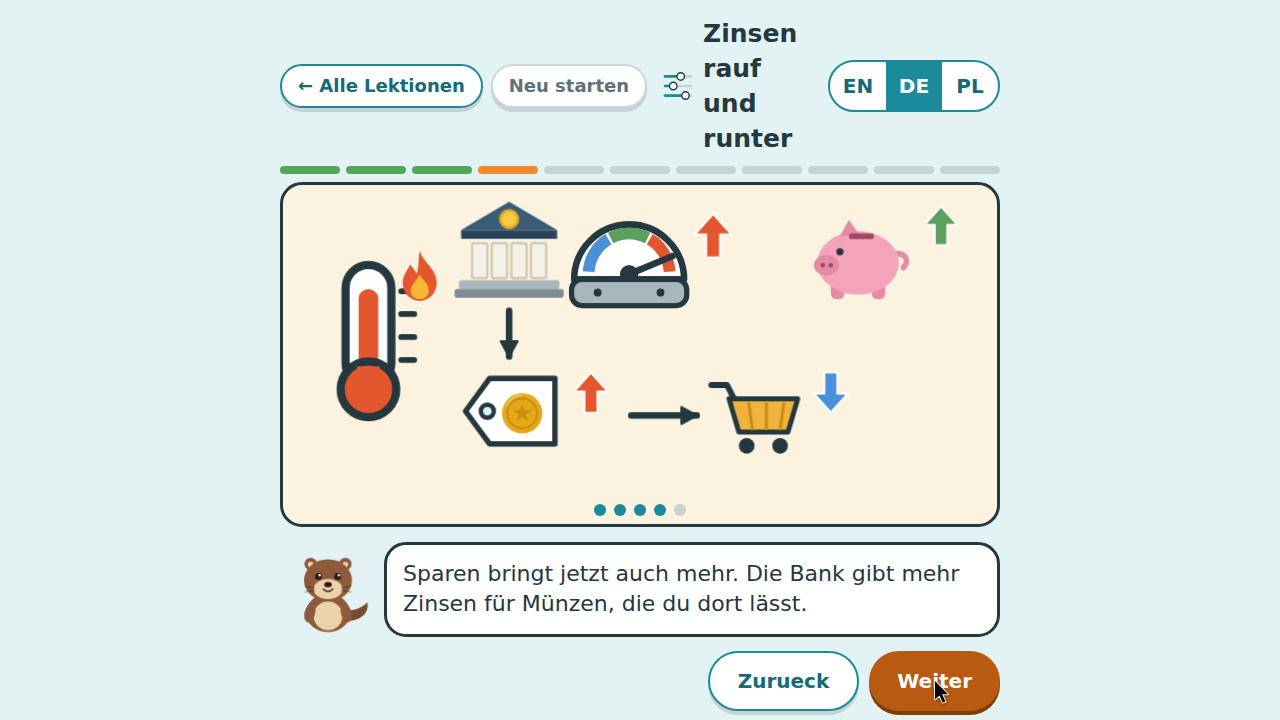 ← Alle Lektionen
Neu starten
Zinsen
rauf
und
runter
EN
DE
PL
Sparen bringt jetzt auch mehr. Die Bank gibt mehr
Zinsen für Münzen, die du dort lässt.
Zurueck
Weiter